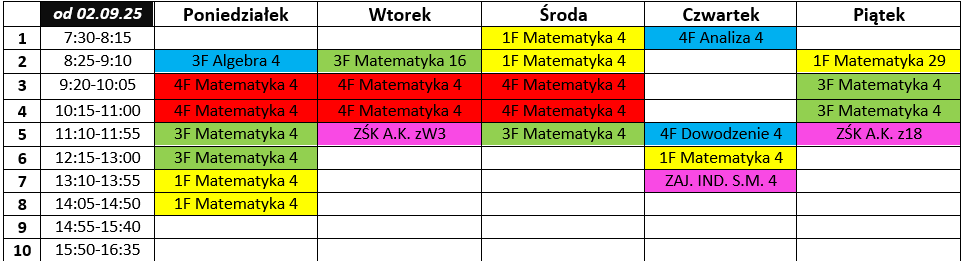 od 02.09.25 Poniedziałek Wtorek Środa Czwartek Piątek
1 7:30-8:15 1F Matematyka 4 4F Analiza 4
2 8:25-9:10 3F Algebra 4 3F Matematyka 16 1F Matematyka 4 1F Matematyka 29
3 9:20-10:05 4F Matematyka 4 4F Matematyka 4 4F Matematyka 4 3F Matematyka 4
4 10:15-11:00 4F Matematyka 4 4F Matematyka 4 4F Matematyka 4 3F Matematyka 4
5 11:10-11:55 3F Matematyka 4 ZŚK A.K. zW3 3F Matematyka 4 4F Dowodzenie 4 ZŚK A.K. z18
6 12:15-13:00 3F Matematyka 4 1F Matematyka 4
7 13:10-13:55 1F Matematyka 4 ZAJ. IND. S.M. 4
8 14:05-14:50 1F Matematyka 4
9 14:55-15:40
10 15:50-16:35